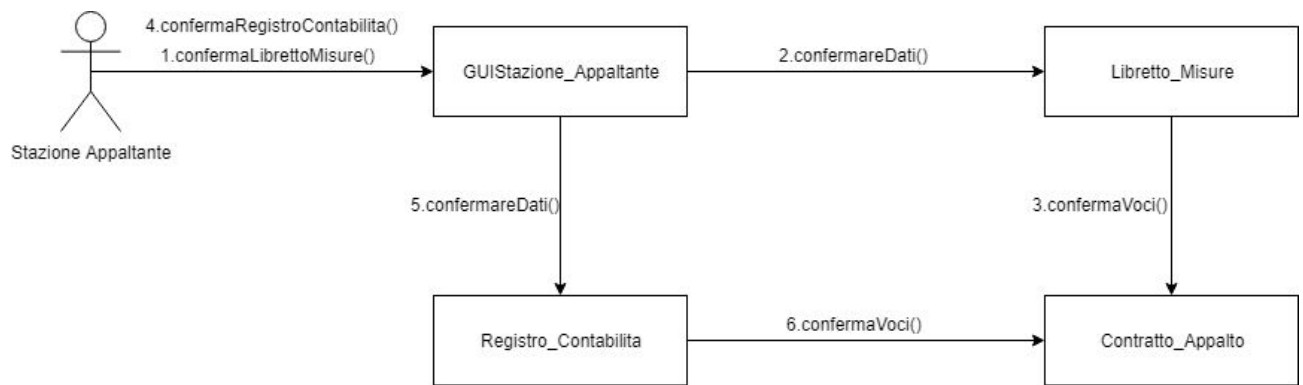 4.confermaRegistroContabilita()
1.confermaLibrettoMisure()
GUIStazione_Appaltante
2.confermareDati()
Libretto_Misure
Stazione Appaltante
5.confermareDati()
3.confermaVoci()
Registro_Contabilita
6.confermaVoci()
Contratto_Appalto